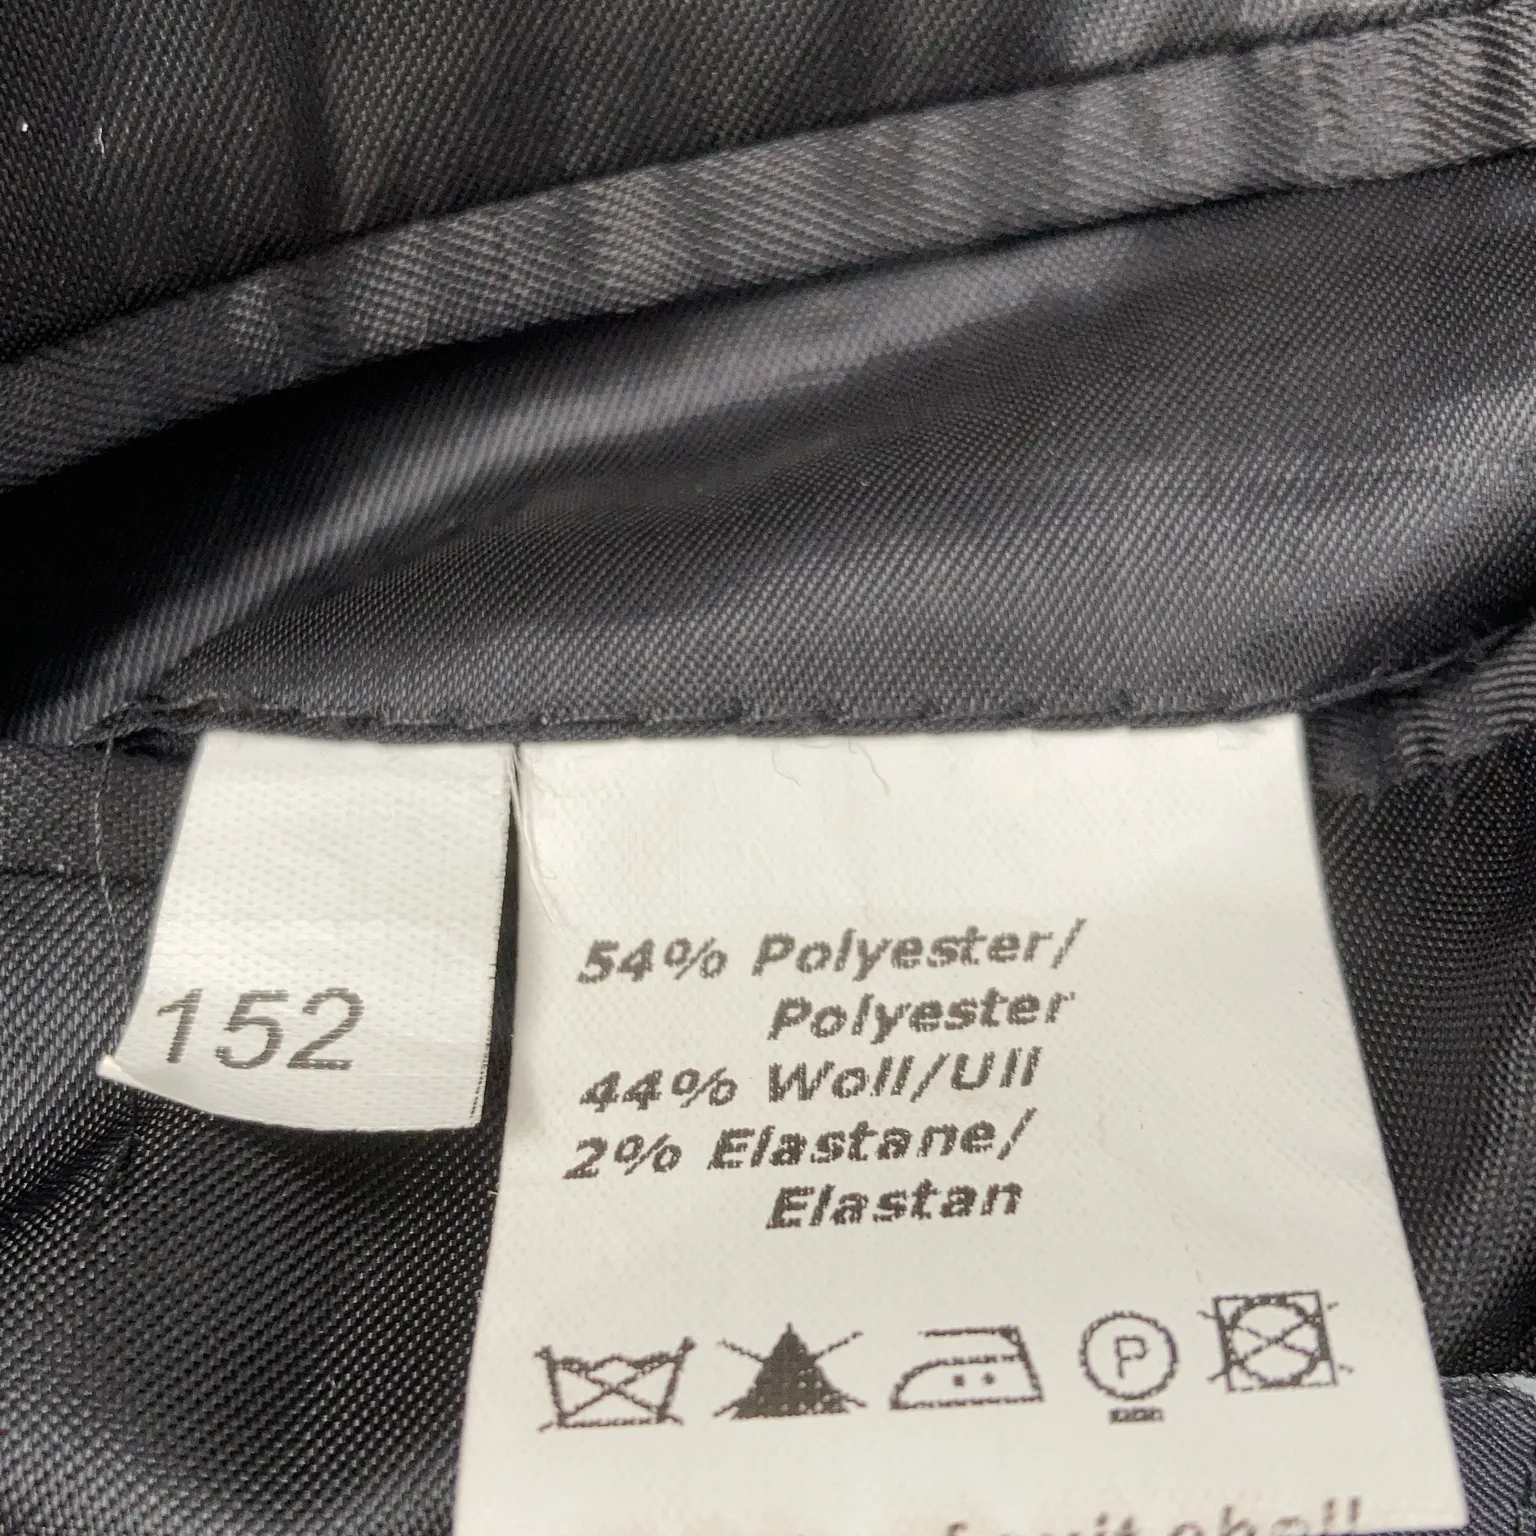 152
54% Polyester/
Polyester
44% Woll/Ull
2% Elastane/
Elastan
P